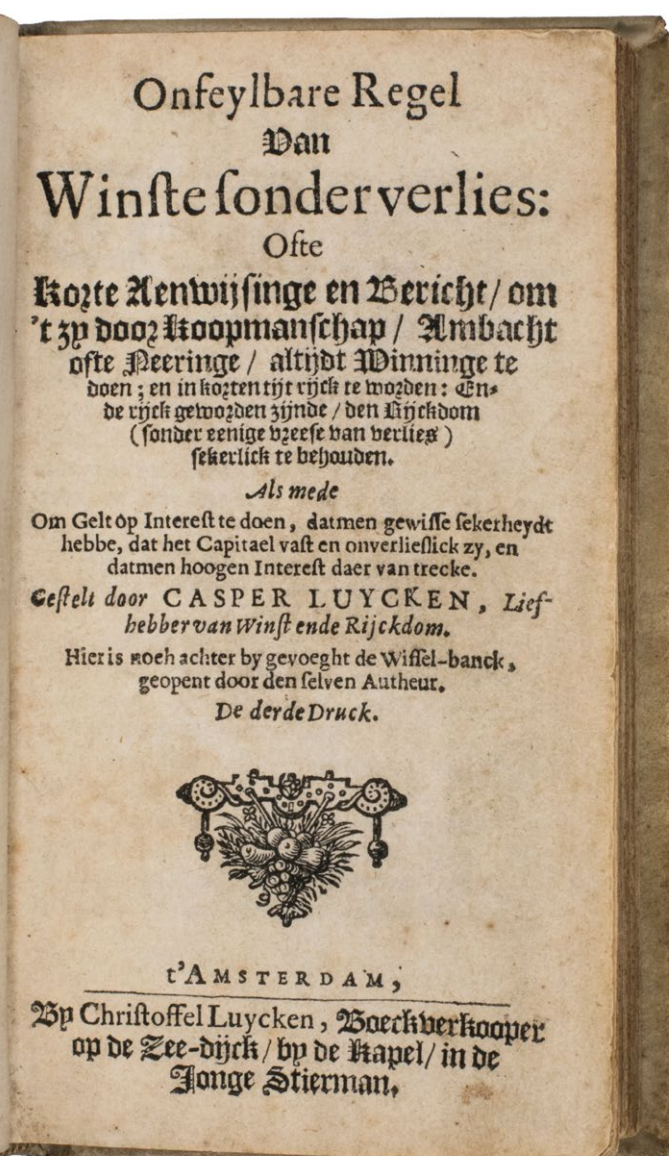 Onfeylbare Regel
Van
Winſte ſonder verlies:
Ofte
Korte Aenwijſinge en Bericht / om
't zy door Koopmanſchap / Ambacht
ofte Neeringe / altijdt Winninge te
doen; en in korten tijt rijck te worden: En-
de rijck geworden zijnde / den Rijckdom
(ſonder eenige vreeſe van verlies)
ſekerlick te behouden.
Als mede
Om Gelt op Intereſt te doen, datmen gewiſſe ſekerheydt
hebbe, dat het Capitael vaſt en onverlieſlick zy, en
datmen hoogen Intereſt daer van trecke.
Geſtelt door CASPER LUYCKEN, Lief-
hebber van Winſt ende Rijckdom.
Hier is noch achter by gevoeght de Wiſſel-banck,
geopent door den ſelven Autheur.
De derde Druck.
t'AMSTERDAM,
By Chriſtoffel Luycken, Boeckverkooper
op de Zee-dijck / by de Kapel / in de
Jonge Stierman.